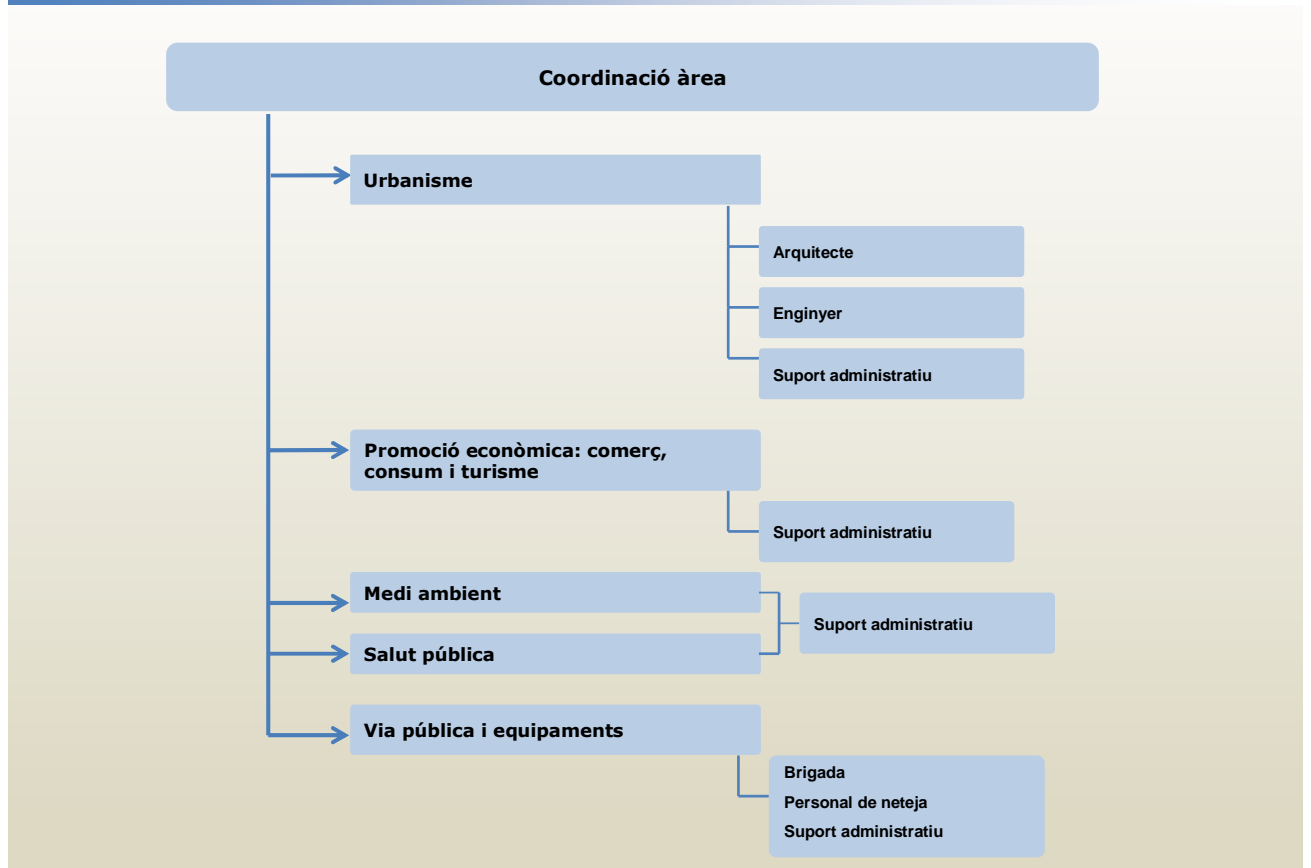 Coordinació àrea
Urbanisme
Arquitecte
Enginyer
Suport administratiu
Promoció econòmica: comerç,
consum i turisme
Suport administratiu
Medi ambient
Suport administratiu
Salut pública
Via pública i equipaments
Brigada
Personal de neteja
Suport administratiu